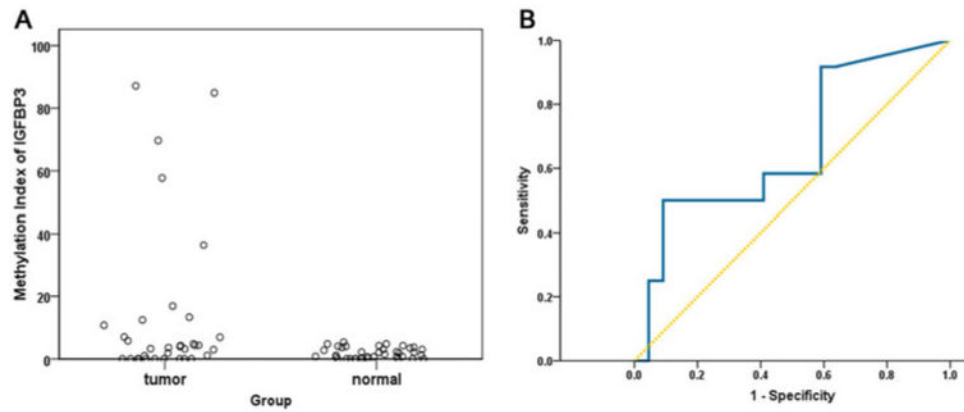 A
Methylation Index of IGFBP3
100
80
60
40
20
0
tumor
normal
Group
B
Sensitivity
1.0
0.8
0.6
0.4
0.2
0.0
0.0
0.2
0.4
0.6
0.8
1.0
1 - Specificity